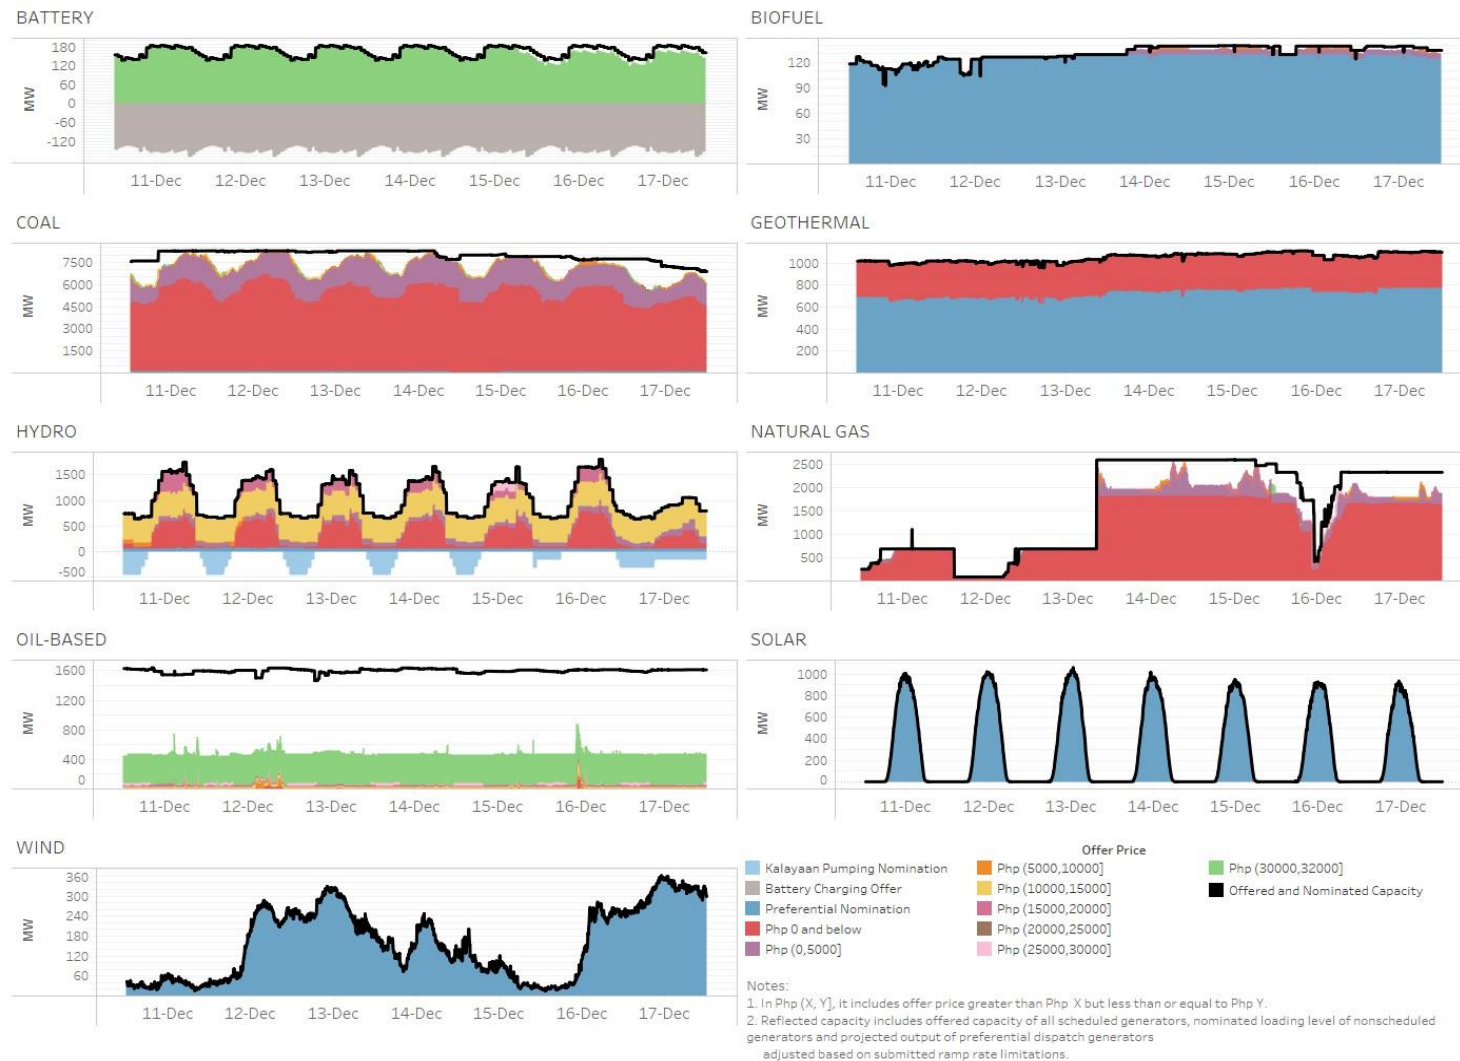 BATTERY
180
120
60
0
-60
-120
MW
11-Dec 12-Dec 13-Dec 14-Dec 15-Dec 16-Dec 17-Dec
BIOFUEL
120
90
60
30
MW
11-Dec 12-Dec 13-Dec 14-Dec 15-Dec 16-Dec 17-Dec
COAL
7500
6000
4500
3000
1500
MW
11-Dec 12-Dec 13-Dec 14-Dec 15-Dec 16-Dec 17-Dec
GEOTHERMAL
1000
800
600
400
200
MW
11-Dec 12-Dec 13-Dec 14-Dec 15-Dec 16-Dec 17-Dec
HYDRO
1500
1000
500
0
-500
MW
11-Dec 12-Dec 13-Dec 14-Dec 15-Dec 16-Dec 17-Dec
NATURAL GAS
2500
2000
1500
1000
500
MW
11-Dec 12-Dec 13-Dec 14-Dec 15-Dec 16-Dec 17-Dec
OIL-BASED
1600
1200
800
400
0
MW
11-Dec 12-Dec 13-Dec 14-Dec 15-Dec 16-Dec 17-Dec
SOLAR
1000
800
600
400
200
0
MW
11-Dec 12-Dec 13-Dec 14-Dec 15-Dec 16-Dec 17-Dec
WIND
360
300
240
180
120
60
MW
11-Dec 12-Dec 13-Dec 14-Dec 15-Dec 16-Dec 17-Dec
Offer Price
Kalayaan Pumping Nomination
Battery Charging Offer
Preferential Nomination
Php 0 and below
Php (0,5000]
Php (5000,10000]
Php (10000,15000]
Php (15000,20000]
Php (20000,25000]
Php (25000,30000]
Php (30000,32000]
Offered and Nominated Capacity
Notes:
1. In Php (X, Y], it includes offer price greater than Php X but less than or equal to Php Y.
2. Reflected capacity includes offered capacity of all scheduled generators, nominated loading level of nonscheduled
generators and projected output of preferential dispatch generators
adjusted based on submitted ramp rate limitations.